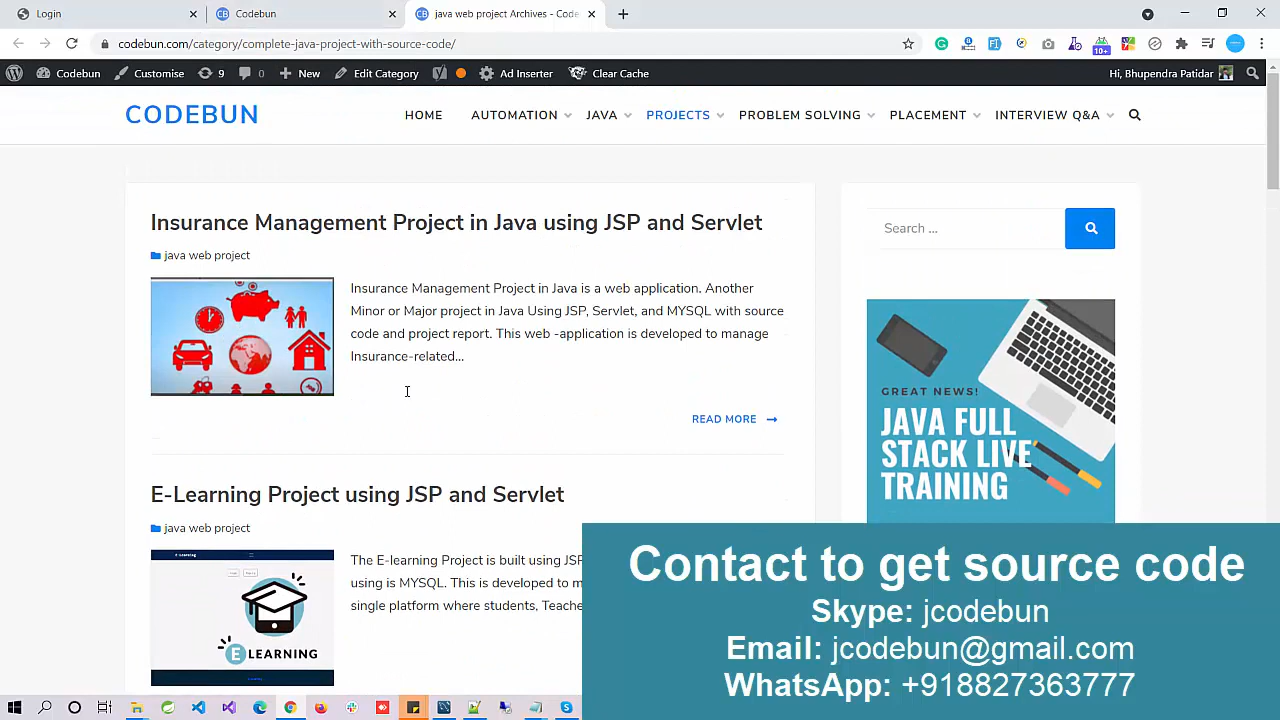 Login
Codebun
java web project Archives - Code
codebun.com/category/complete-java-project-with-source-code/
10+
Codebun
Customise
9
0
New
Edit Category
Ad Inserter
Clear Cache
Hi, Bhupendra Patidar
CODEBUN
HOME
AUTOMATION
JAVA
PROJECTS
PROBLEM SOLVING
PLACEMENT
INTERVIEW Q&A
Insurance Management Project in Java using JSP and Servlet
java web project
Insurance Management Project in Java is a web application. Another
Minor or Major project in Java Using JSP, Servlet, and MYSQL with source
code and project report. This web -application is developed to manage
Insurance-related...
READ MORE
Search ...
GREAT NEWS!
JAVA FULL
STACK LIVE
TRAINING
E-Learning Project using JSP and Servlet
java web project
E LEARNING
The E-learning Project is built using JSP
using is MYSQL. This is developed to m
single platform where students, Teache
Contact to get source code
Skype: jcodebun
Email: jcodebun@gmail.com
WhatsApp: +918827363777